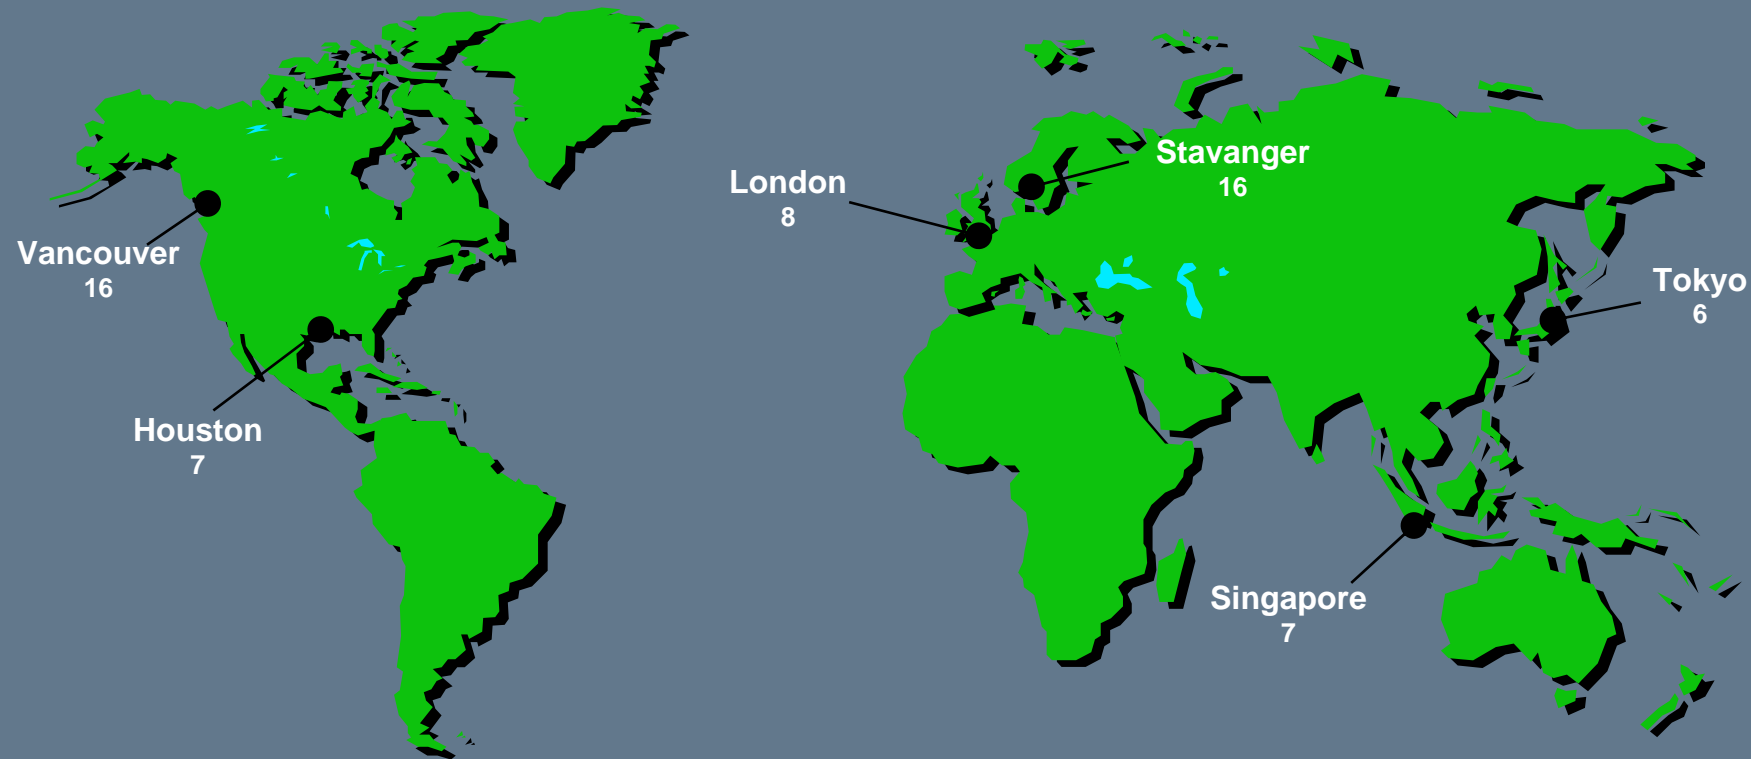 Stavanger
16
London
8
Vancouver
16
Tokyo
6
Houston
7
Singapore
7